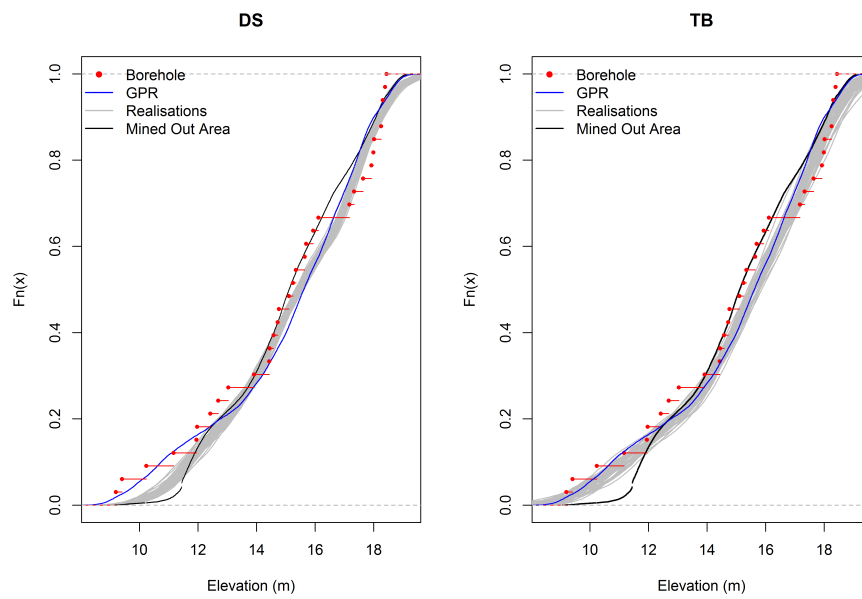 DS
Borehole
GPR
Realisations
Mined Out Area
Fn(x)
0.0
0.2
0.4
0.6
0.8
1.0
10
12
14
16
18
Elevation (m)
TB
Borehole
GPR
Realisations
Mined Out Area
Fn(x)
0.0
0.2
0.4
0.6
0.8
1.0
10
12
14
16
18
Elevation (m)